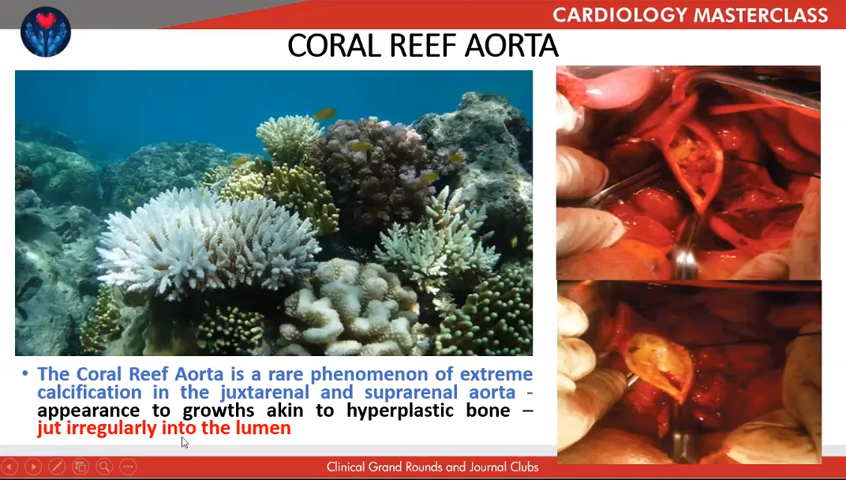 CARDIOLOGY MASTERCLASS
CORAL REEF AORTA
• The Coral Reef Aorta is a rare phenomenon of extreme
calcification in the juxtarenal and suprarenal aorta -
appearance to growths akin to hyperplastic bone –
jut irregularly into the lumen
Clinical Grand Rounds and Journal Clubs